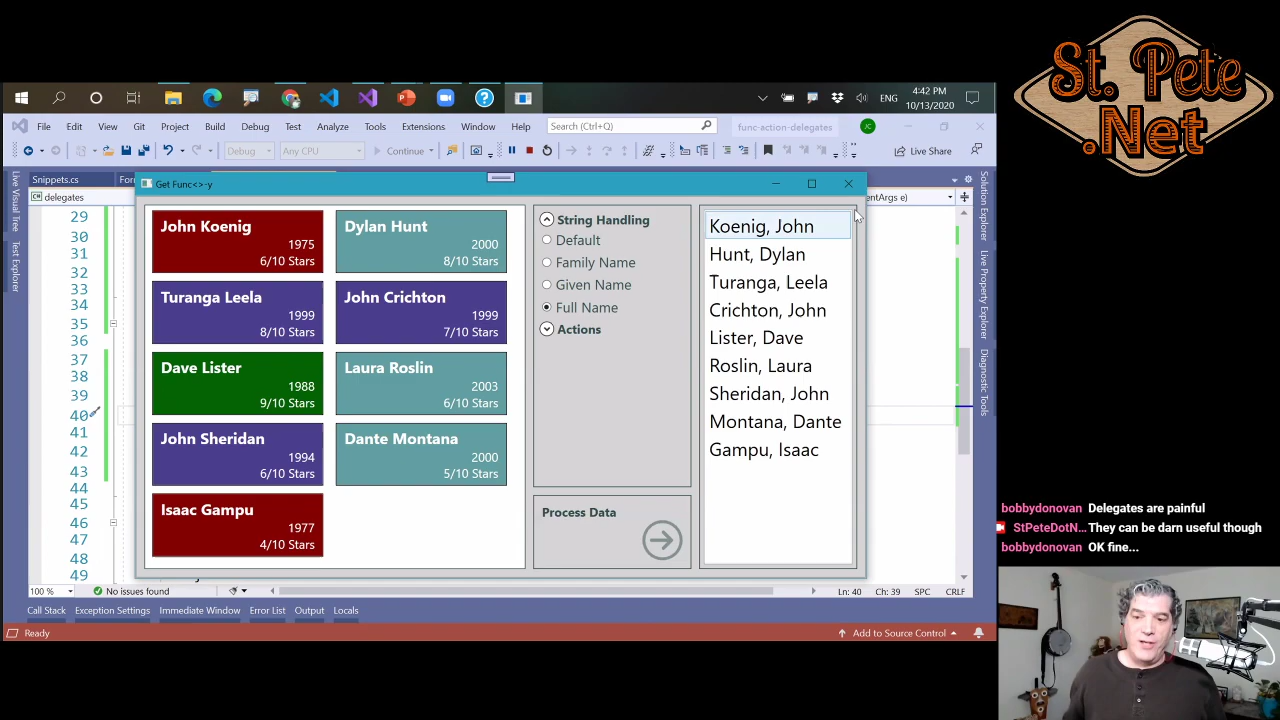 St. Pete
.Net
4:42 PM
ENG
10/13/2020
File Edit View Git Project Build Debug Test Analyze Tools Extensions Window Help Search (Ctrl+Q) func-action-delegates JC
Debug Any CPU Continue Live Share
Snippets.cs
delegates
Live Visual Tree
Test Explorer
Solution Explorer
Live Property Explorer
Diagnostic Tools
29
30
31
32
33
34
35
36
37
38
39
40
41
42
43
44
45
46
47
48
49
Get Func<>-y
John Koenig
1975
6/10 Stars
Dylan Hunt
2000
8/10 Stars
Turanga Leela
1999
8/10 Stars
John Crichton
1999
7/10 Stars
Dave Lister
1988
9/10 Stars
Laura Roslin
2003
6/10 Stars
John Sheridan
1994
6/10 Stars
Dante Montana
2000
5/10 Stars
Isaac Gampu
1977
4/10 Stars
String Handling
Default
Family Name
Given Name
Full Name
Actions
Process Data
Koenig, John
Hunt, Dylan
Turanga, Leela
Crichton, John
Lister, Dave
Roslin, Laura
Sheridan, John
Montana, Dante
Gampu, Isaac
100 % No issues found Ln: 40 Ch: 39 SPC CRLF
Call Stack Exception Settings Immediate Window Error List Output Locals
Ready Add to Source Control
bobbydonovan Delegates are painful
StPeteDotN... They can be darn useful though
bobbydonovan OK fine...